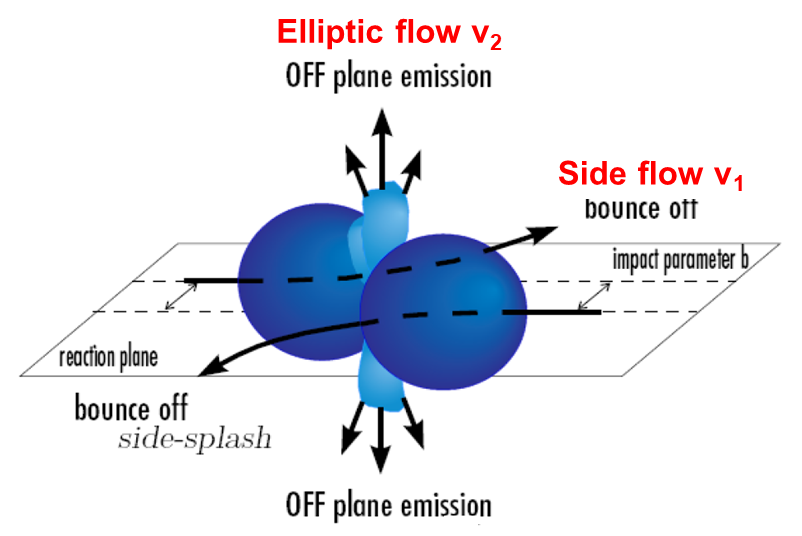 Elliptic flow v2
OFF plane emission
Side flow v1
bounce off
impact parameter b
reaction plane
bounce off
side-splash
OFF plane emission